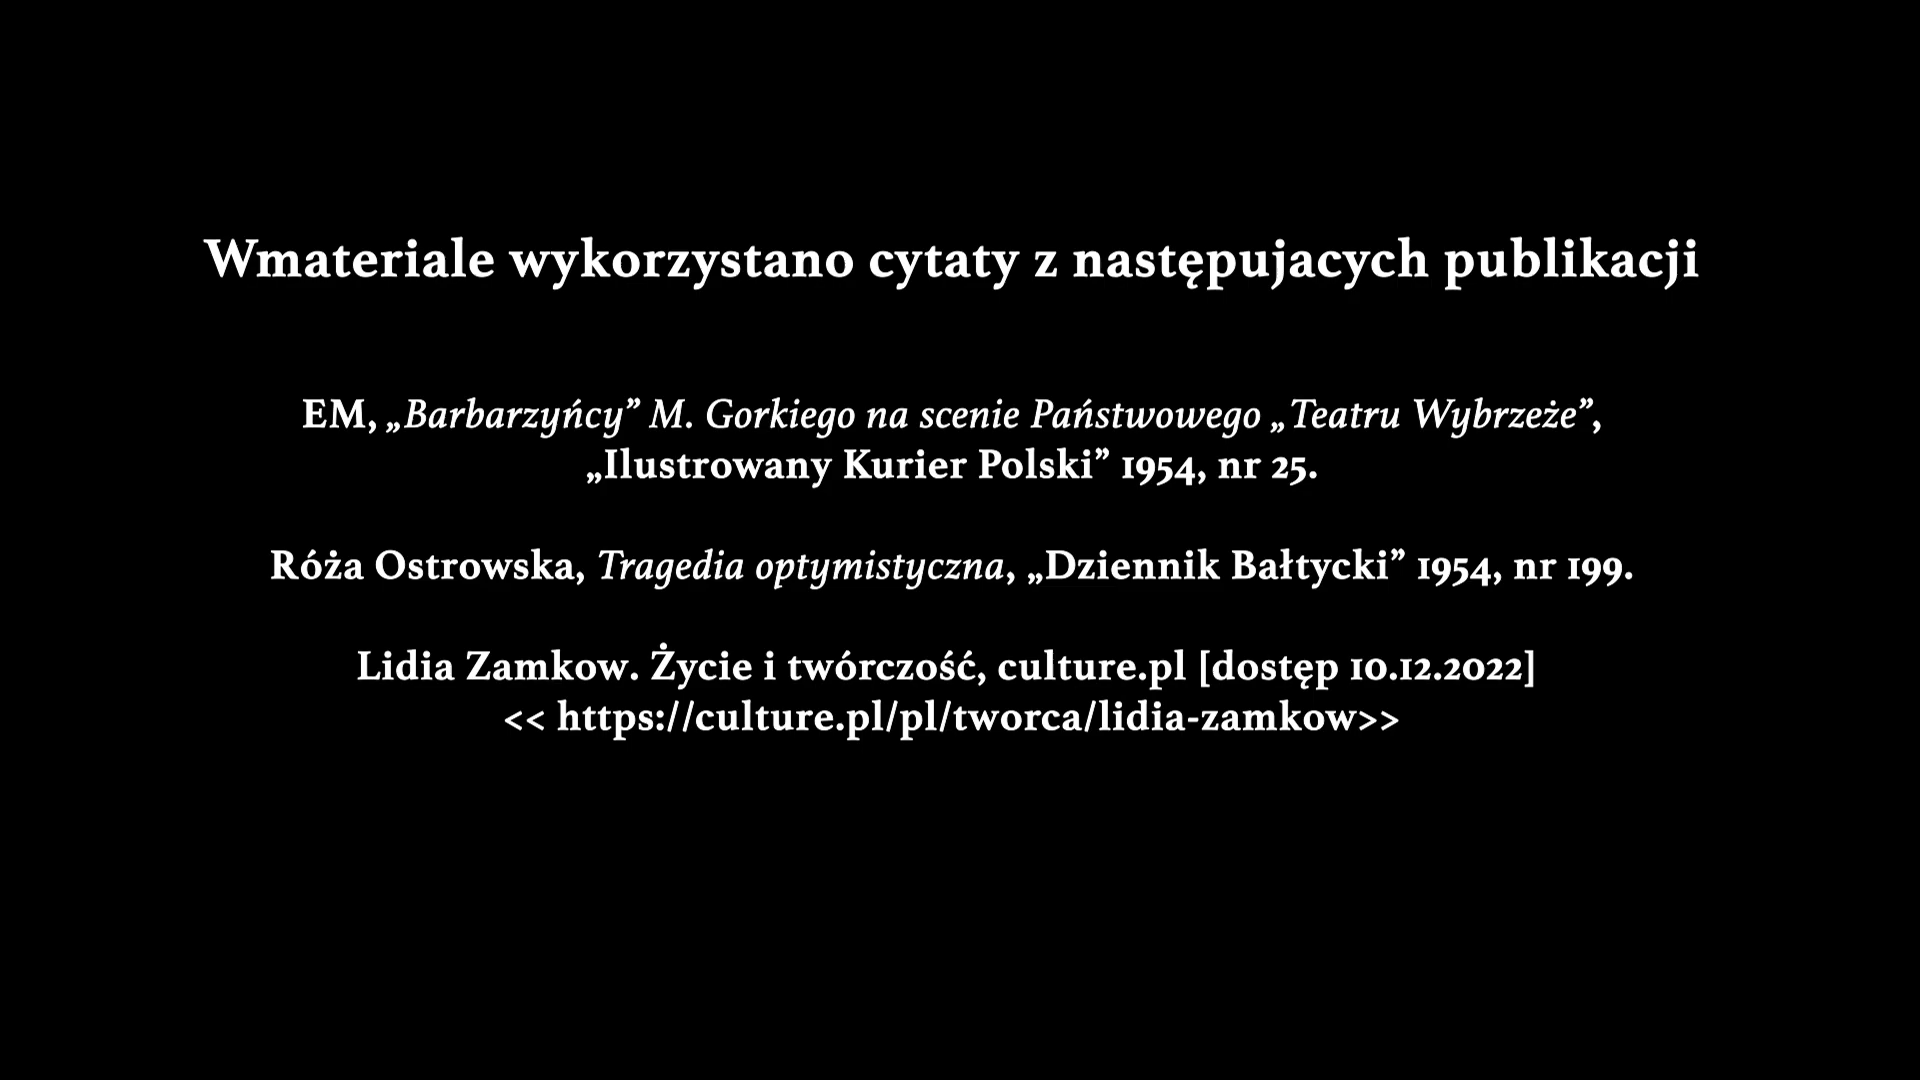 Wmateriale wykorzystano cytaty z następujacych publikacji
EM, „Barbarzyńcy” M. Gorkiego na scenie Państwowego „Teatru Wybrzeże”,
„Ilustrowany Kurier Polski” 1954, nr 25.
Róża Ostrowska, Tragedia optymistyczna, „Dziennik Bałtycki” 1954, nr 199.
Lidia Zamkow. Życie i twórczość, culture.pl [dostęp 10.12.2022]
<< https://culture.pl/pl/tworca/lidia-zamkow>>